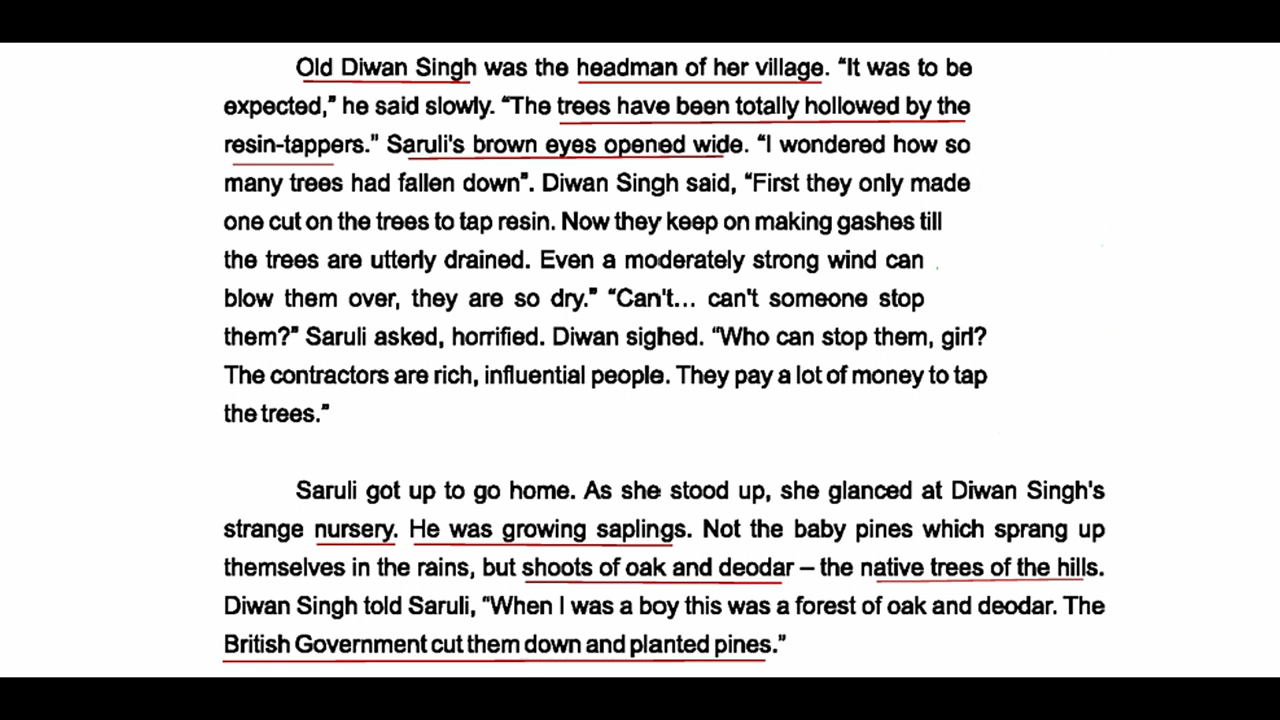 Old Diwan Singh was the headman of her village. “It was to be
expected,” he said slowly. “The trees have been totally hollowed by the
resin-tappers.” Saruli's brown eyes opened wide. “I wondered how so
many trees had fallen down”. Diwan Singh said, “First they only made
one cut on the trees to tap resin. Now they keep on making gashes till
the trees are utterly drained. Even a moderately strong wind can
blow them over, they are so dry.” “Can't... can't someone stop
them?” Saruli asked, horrified. Diwan sighed. “Who can stop them, girl?
The contractors are rich, influential people. They pay a lot of money to tap
the trees.”
Saruli got up to go home. As she stood up, she glanced at Diwan Singh's
strange nursery. He was growing saplings. Not the baby pines which sprang up
themselves in the rains, but shoots of oak and deodar – the native trees of the hills.
Diwan Singh told Saruli, “When I was a boy this was a forest of oak and deodar. The
British Government cut them down and planted pines.”